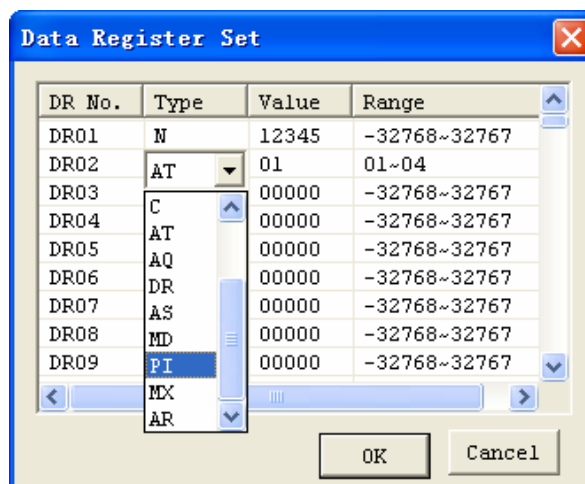 Data Register Set
DR No. Type Value Range
DR01 N 12345 -32768~32767
DR02 AT 01 01~04
DR03 00000 -32768~32767
DR04 00000 -32768~32767
DR05 00000 -32768~32767
DR06 00000 -32768~32767
DR07 00000 -32768~32767
DR08 00000 -32768~32767
DR09 00000 -32768~32767
C
AT
AQ
DR
AS
MD
PI
MX
AR
OK Cancel